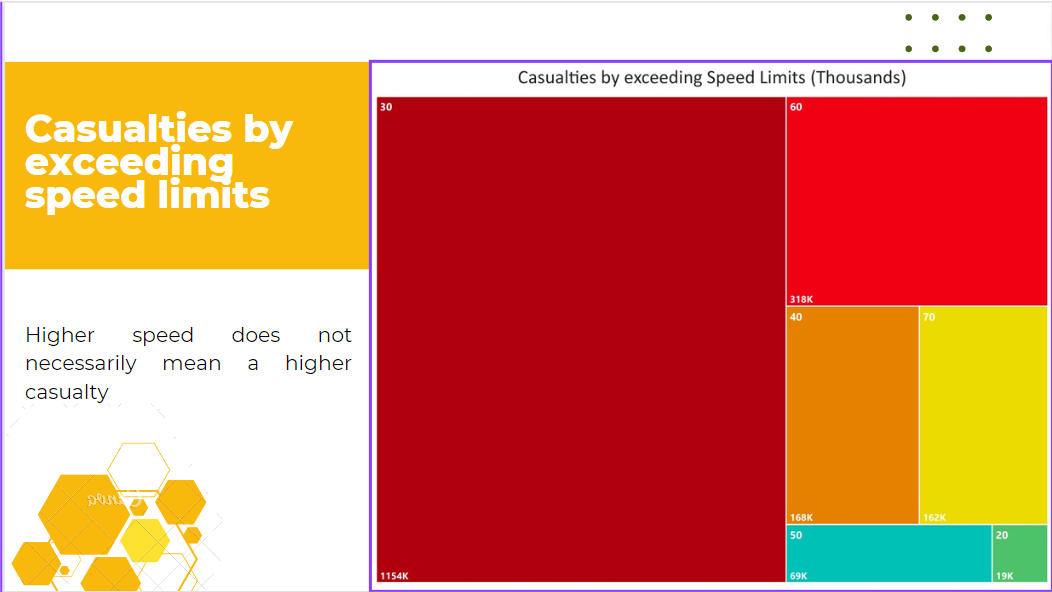 Casualties by
exceeding
speed limits
Higher speed does not
necessarily mean a higher
casualty
Canva
Casualties by exceeding Speed Limits (Thousands)
30
1154K
60
318K
40
168K
70
162K
50
69K
20
19K